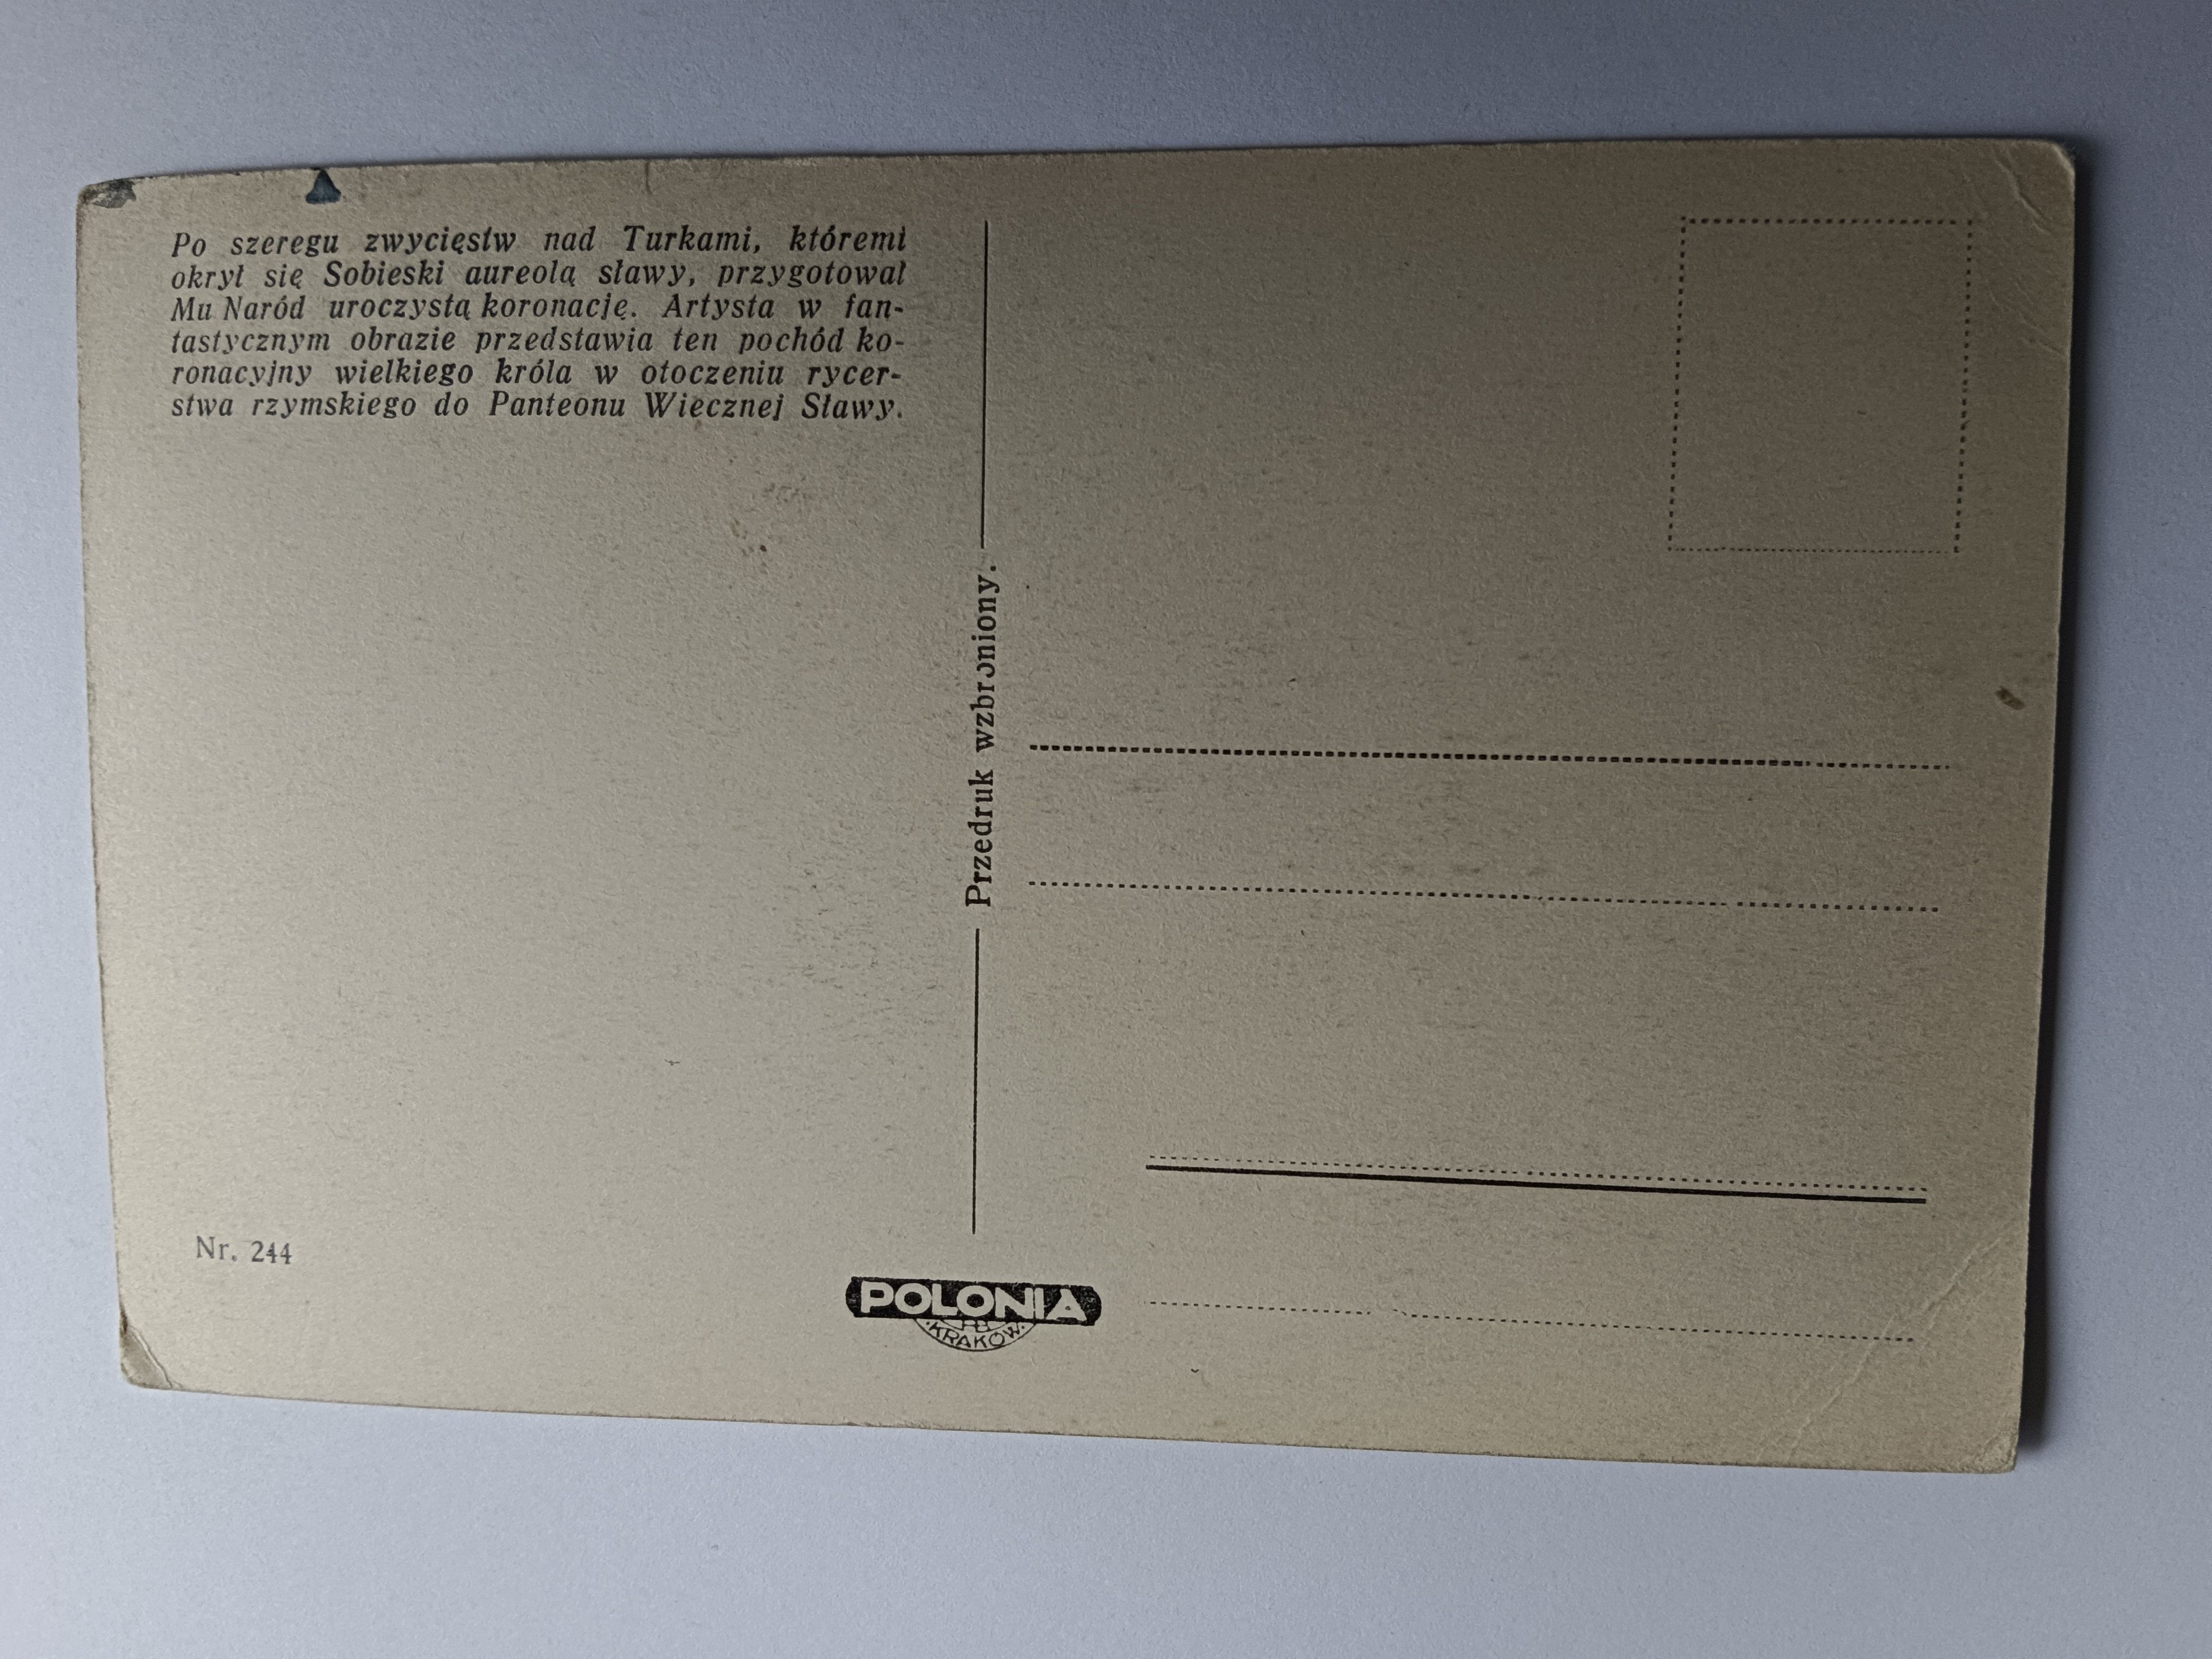 Po szeregu zwycięstw nad Turkami, któremi
okrył się Sobieski aureolą sławy, przygotował
Mu Naród uroczystą koronację. Artysta w fan-
tastycznym obrazie przedstawia ten pochód ko-
ronacyjny wielkiego króla w otoczeniu rycer-
stwa rzymskiego do Panteonu Wiecznej Sławy.
Przedruk wzbroniony.
Nr. 244
POLONIA
KRAKÓW